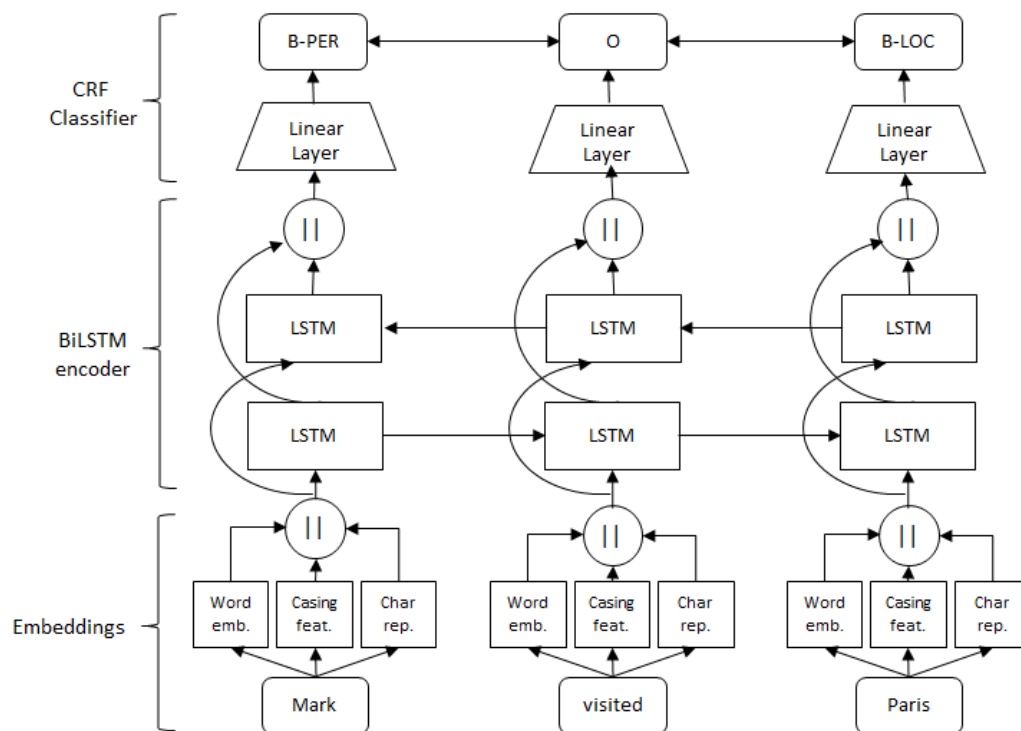 B-PER
O
B-LOC
CRF
Classifier
Linear
Layer
Linear
Layer
Linear
Layer
||
||
||
BiLSTM
encoder
LSTM
LSTM
LSTM
LSTM
LSTM
LSTM
||
||
||
Embeddings
Word
emb.
Casing
feat.
Char
rep.
Word
emb.
Casing
feat.
Char
rep.
Word
emb.
Casing
feat.
Char
rep.
Mark
visited
Paris